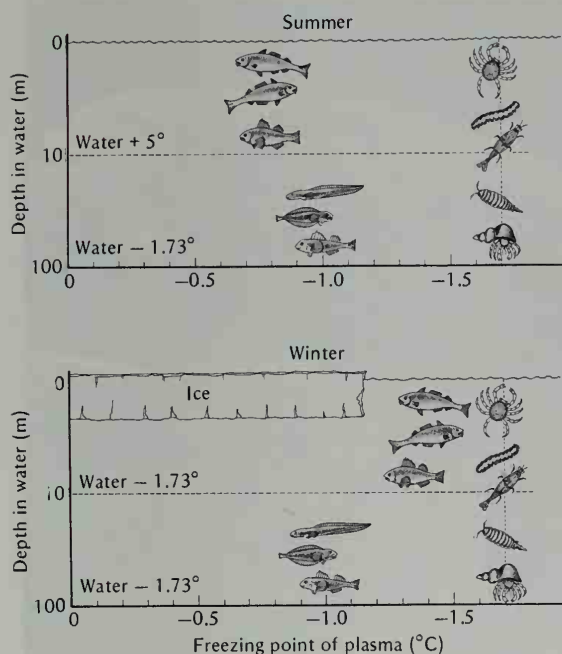 Summer
0
Water + 5°
10
Water − 1.73°
100
Depth in water (m)
0 −0.5 −1.0 −1.5
Winter
0
Ice
Water − 1.73°
10
Water − 1.73°
100
Depth in water (m)
0 −0.5 −1.0 −1.5
Freezing point of plasma (°C)